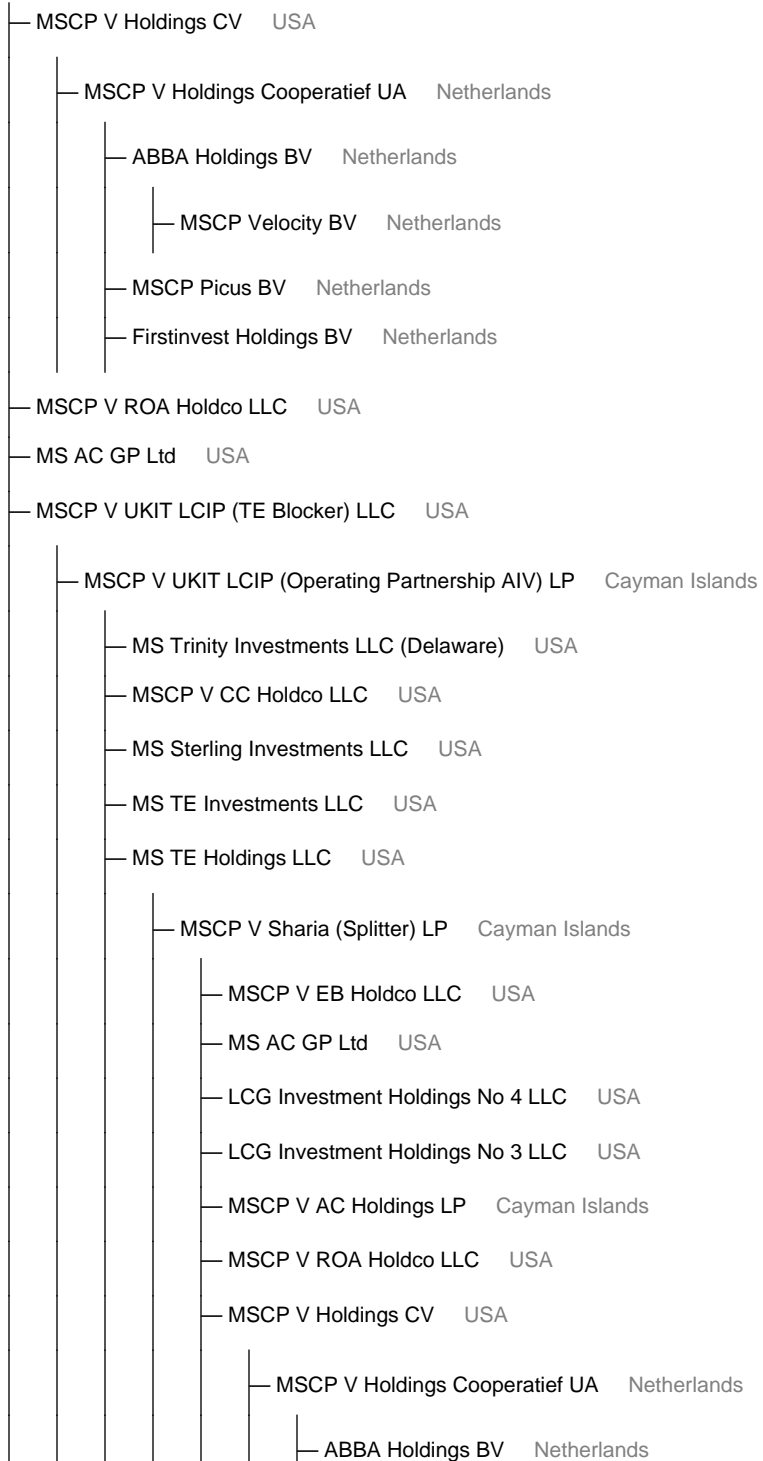 MSCP V Holdings CV USA
MSCP V Holdings Cooperatief UA Netherlands
ABBA Holdings BV Netherlands
MSCP Velocity BV Netherlands
MSCP Picus BV Netherlands
Firstinvest Holdings BV Netherlands
MSCP V ROA Holdco LLC USA
MS AC GP Ltd USA
MSCP V UKIT LCIP (TE Blocker) LLC USA
MSCP V UKIT LCIP (Operating Partnership AIV) LP Cayman Islands
MS Trinity Investments LLC (Delaware) USA
MSCP V CC Holdco LLC USA
MS Sterling Investments LLC USA
MS TE Investments LLC USA
MS TE Holdings LLC USA
MSCP V Sharia (Splitter) LP Cayman Islands
MSCP V EB Holdco LLC USA
MS AC GP Ltd USA
LCG Investment Holdings No 4 LLC USA
LCG Investment Holdings No 3 LLC USA
MSCP V AC Holdings LP Cayman Islands
MSCP V ROA Holdco LLC USA
MSCP V Holdings CV USA
MSCP V Holdings Cooperatief UA Netherlands
ABBA Holdings BV Netherlands